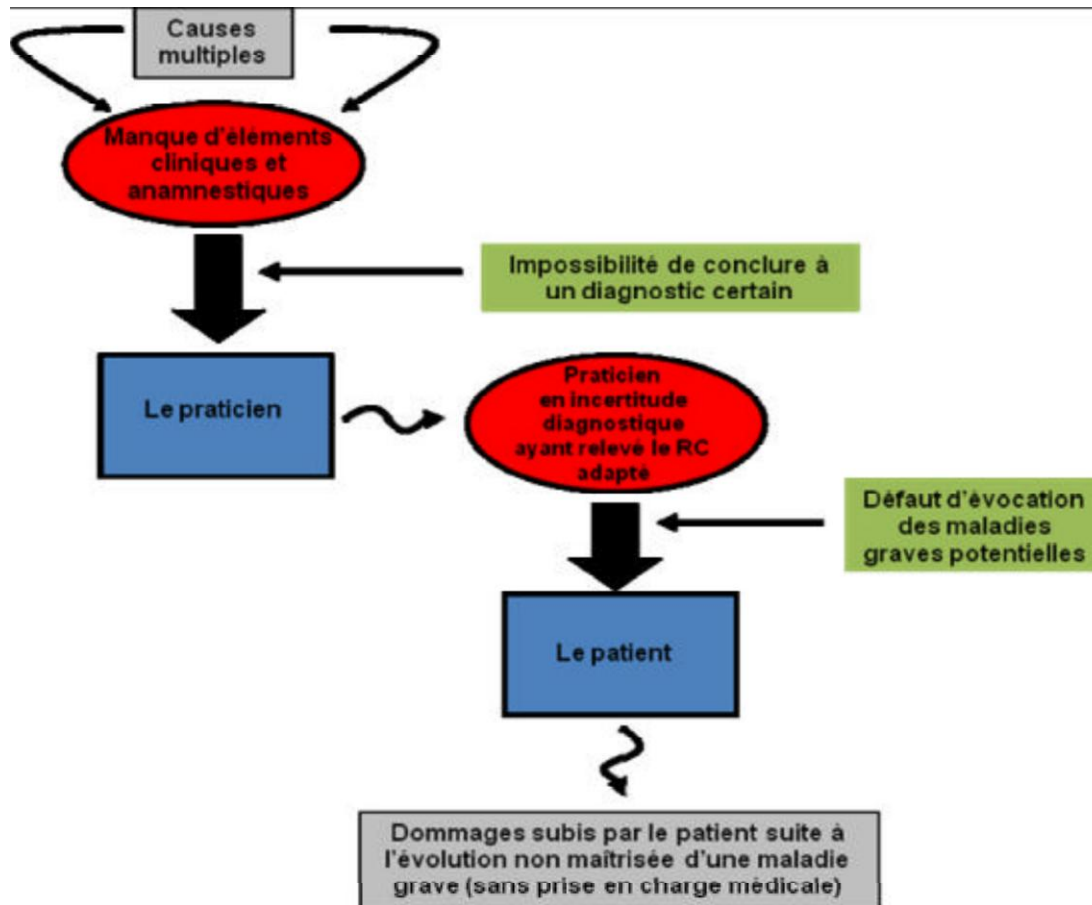 Causes
multiples
Manque d'éléments
cliniques et
anamnestiques
Impossibilité de conclure à
un diagnostic certain
Le praticien
Praticien
en incertitude
diagnostique
ayant relevé le RC
adapté
Défaut d'évocation
des maladies
graves potentielles
Le patient
Dommages subis par le patient suite à
l'évolution non maîtrisée d'une maladie
grave (sans prise en charge médicale)